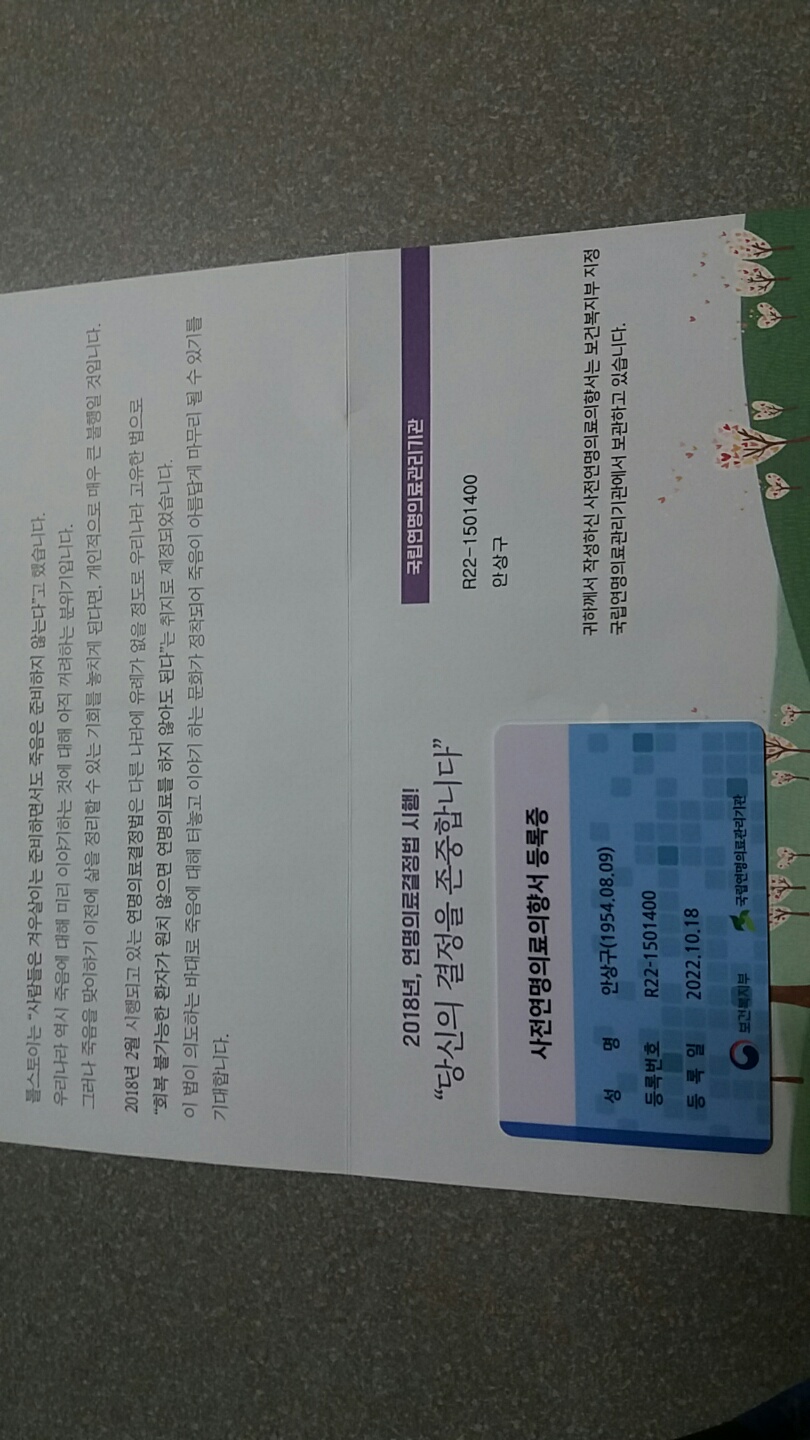 톨스토이는 "사람들은 겨우살이는 준비하면서도 죽음은 준비하지 않는다"고 했습니다.
우리나라 역시 죽음에 대해 미리 이야기하는 것에 대해 아직 꺼려하는 분위기입니다.
그러나 죽음을 맞이하기 이전에 삶을 정리할 수 있는 기회를 놓치게 된다면, 개인적으로 매우 큰 불행일 것입니다.
2018년 2월 시행되고 있는 연명의료결정법은 다른 나라에 유례가 없을 정도로 우리나라 고유한 법으로
"회복 불가능한 환자가 원치 않으면 연명의료를 하지 않아도 된다"는 취지로 제정되었습니다.
이 법이 의도하는 바대로 죽음에 대해 터놓고 이야기 하는 문화가 정착되어 죽음이 아름답게 마무리 될 수 있기를
기대합니다.
2018년, 연명의료결정법 시행!
"당신의 결정을 존중합니다"
사전연명의료의향서 등록증
성 명 안상구(1954.08.09)
등록번호 R22-1501400
등 록 일 2022.10.18
보건복지부 국립연명의료관리기관
국립연명의료관리기관
R22-1501400
안상구
귀하께서 작성하신 사전연명의료의향서는 보건복지부 지정
국립연명의료관리기관에서 보관하고 있습니다.